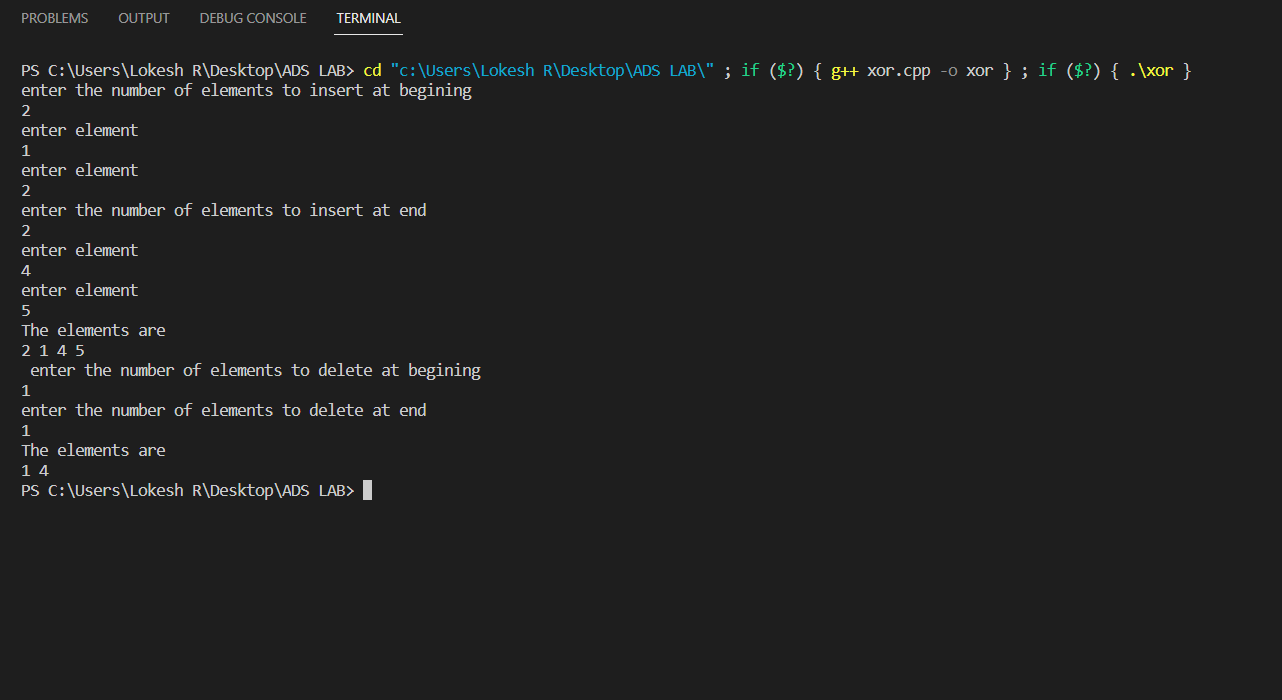 PROBLEMS OUTPUT DEBUG CONSOLE TERMINAL
PS C:\Users\Lokesh R\Desktop\ADS LAB> cd "c:\Users\Lokesh R\Desktop\ADS LAB\" ; if ($?) { g++ xor.cpp -o xor } ; if ($?) { .\xor }
enter the number of elements to insert at begining
2
enter element
1
enter element
2
enter the number of elements to insert at end
2
enter element
4
enter element
5
The elements are
2 1 4 5
 enter the number of elements to delete at begining
1
enter the number of elements to delete at end
1
The elements are
1 4
PS C:\Users\Lokesh R\Desktop\ADS LAB>